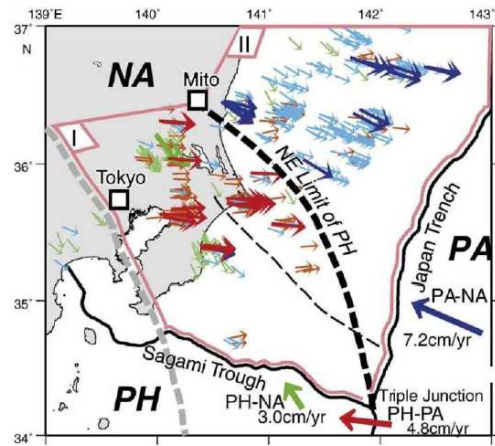 139°E 140° 141° 142° 143°
37°
N
II
NA
Mito
36°
I
Tokyo
NE Limit of PH
Japan Trench
PA
35°
PA-NA
7.2cm/yr
Sagami Trough
Triple Junction
PH
PH-NA
PH-PA
3.0cm/yr
4.8cm/yr
34°